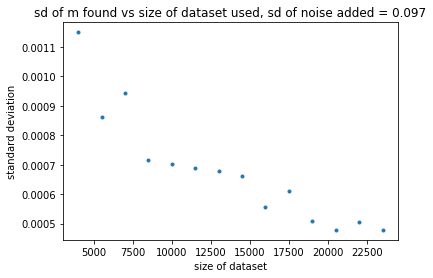 sd of m found vs size of dataset used, sd of noise added = 0.097
0.0011
0.0010
0.0009
0.0008
0.0007
0.0006
0.0005
standard deviation
5000 7500 10000 12500 15000 17500 20000 22500
size of dataset